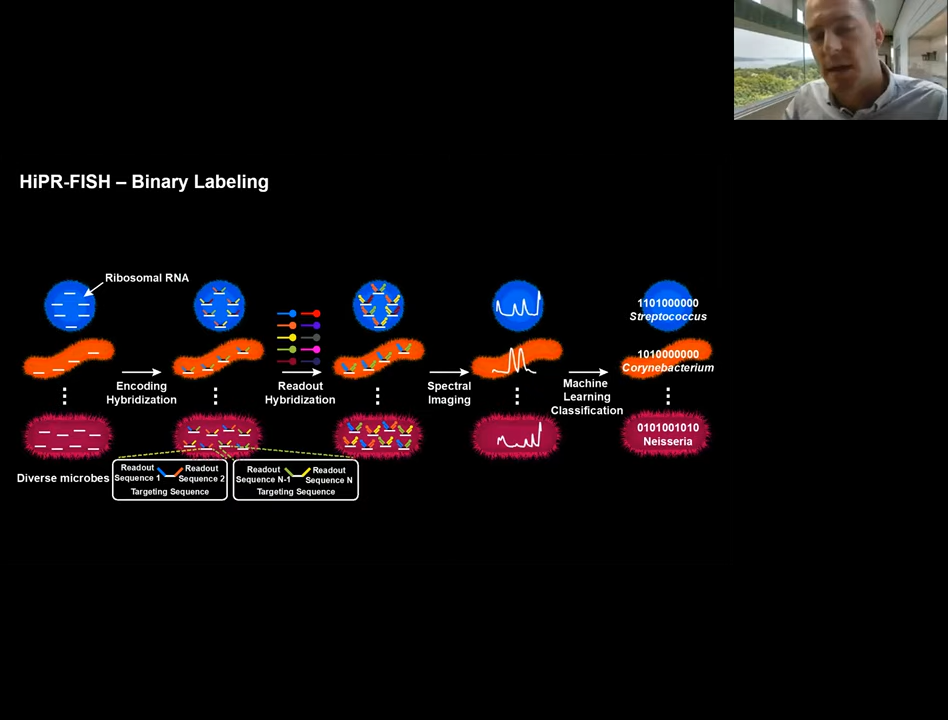 HiPR-FISH – Binary Labeling
Ribosomal RNA
Encoding
Hybridization
Readout
Hybridization
Spectral
Imaging
Machine
Learning
Classification
1101000000
Streptococcus
1010000000
Corynebacterium
0101001010
Neisseria
Diverse microbes
Readout
Sequence 1
Readout
Sequence 2
Targeting Sequence
Readout
Sequence N-1
Readout
Sequence N
Targeting Sequence